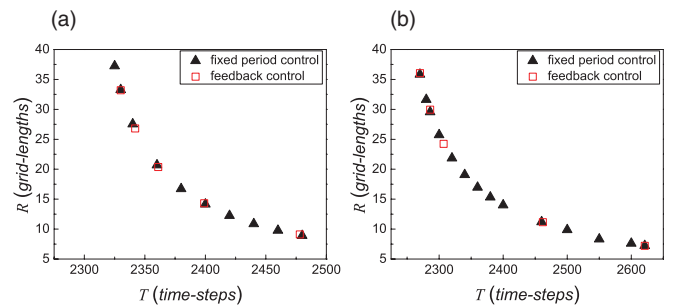 (a)
40
35
30
25
20
15
10
5
R (grid-lengths)
fixed period control
feedback control
2300 2350 2400 2450 2500
T (time-steps)
(b)
40
35
30
25
20
15
10
5
R (grid-lengths)
fixed period control
feedback control
2300 2400 2500 2600
T (time-steps)